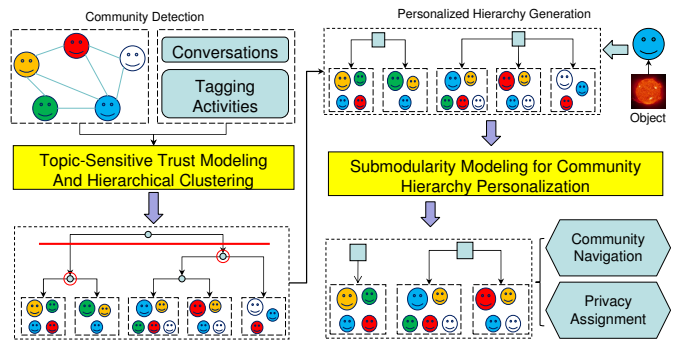 Community Detection
Conversations
Tagging
Activities
Topic-Sensitive Trust Modeling
And Hierarchical Clustering
Personalized Hierarchy Generation
Object
Submodularity Modeling for Community
Hierarchy Personalization
Community
Navigation
Privacy
Assignment